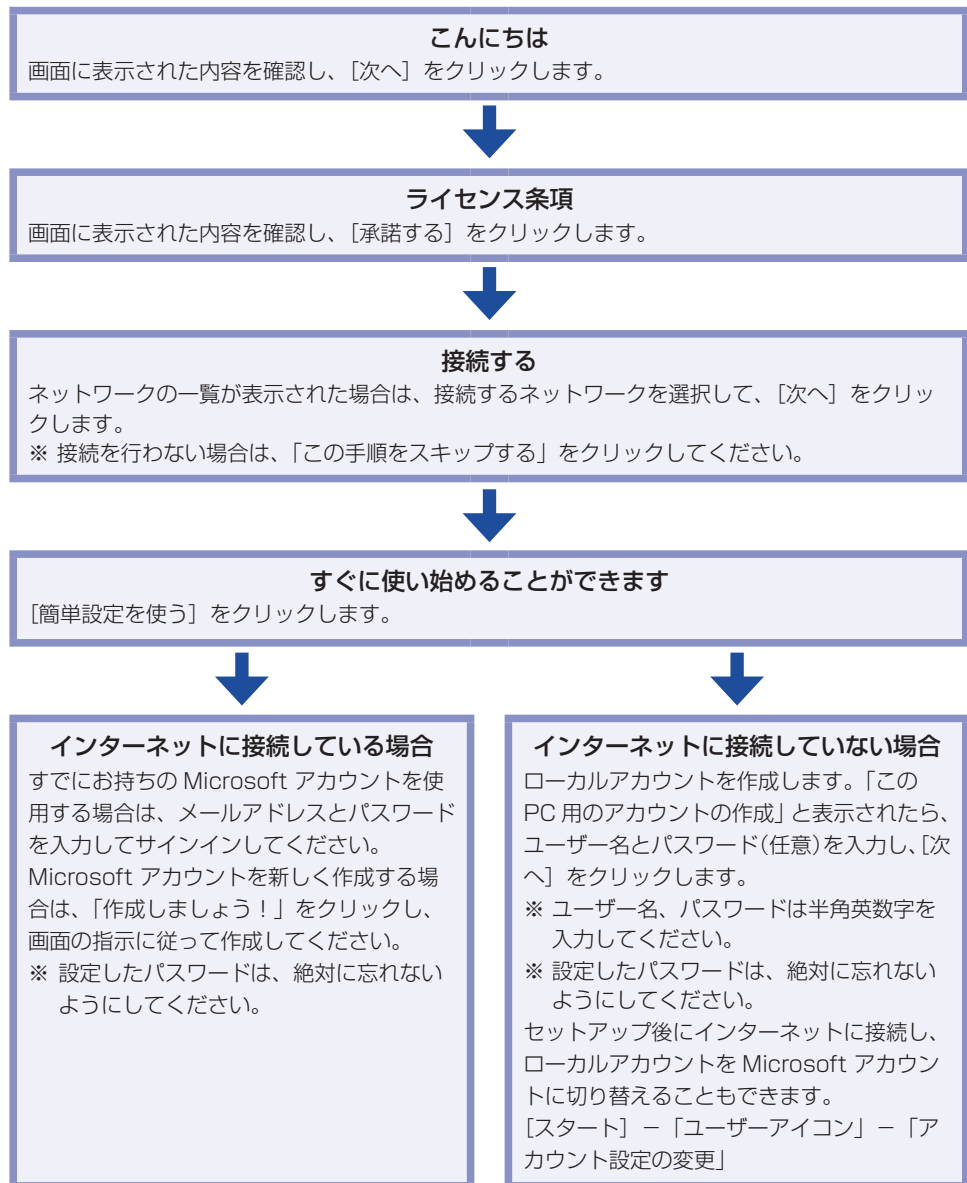 こんにちは
画面に表示された内容を確認し、［次へ］をクリックします。
ライセンス条項
画面に表示された内容を確認し、［承諾する］をクリックします。
接続する
ネットワークの一覧が表示された場合は、接続するネットワークを選択して、［次へ］をクリッ
クします。
※ 接続を行わない場合は、「この手順をスキップする」をクリックしてください。
すぐに使い始めることができます
［簡単設定を使う］をクリックします。
インターネットに接続している場合
すでにお持ちの Microsoft アカウントを使
用する場合は、メールアドレスとパスワード
を入力してサインインしてください。
Microsoft アカウントを新しく作成する場
合は、「作成しましょう！」をクリックし、
画面の指示に従って作成してください。
※ 設定したパスワードは、絶対に忘れない
ようにしてください。
インターネットに接続していない場合
ローカルアカウントを作成します。「この
PC 用のアカウントの作成」と表示されたら、
ユーザー名とパスワード（任意）を入力し、［次
へ］をクリックします。
※ ユーザー名、パスワードは半角英数字を
入力してください。
※ 設定したパスワードは、絶対に忘れない
ようにしてください。
セットアップ後にインターネットに接続し、
ローカルアカウントを Microsoft アカウン
トに切り替えることもできます。
［スタート］－「ユーザーアイコン」－「ア
カウント設定の変更」